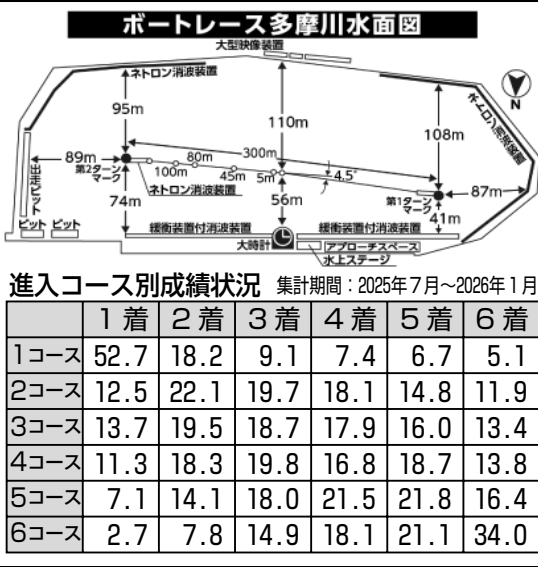 ボートレース多摩川水面図
大型映像装置
ネトロン消波装置
N
95m
110m
108m
ネトロン消波装置
300m
89m
80m
第2ターンマーク
100m
45m
5m
4.5°
87m
出走ピット
ネトロン消波装置
第1ターンマーク
74m
56m
41m
ピット ピット
緩衝装置付消波装置
緩衝装置付消波装置
大時計
アプローチスペース
水上ステージ
進入コース別成績状況 集計期間：2025年7月〜2026年1月
1着 2着 3着 4着 5着 6着
1コース 52.7 18.2 9.1 7.4 6.7 5.1
2コース 12.5 22.1 19.7 18.1 14.8 11.9
3コース 13.7 19.5 18.7 17.9 16.0 13.4
4コース 11.3 18.3 19.8 16.8 18.7 13.8
5コース 7.1 14.1 18.0 21.5 21.8 16.4
6コース 2.7 7.8 14.9 18.1 21.1 34.0